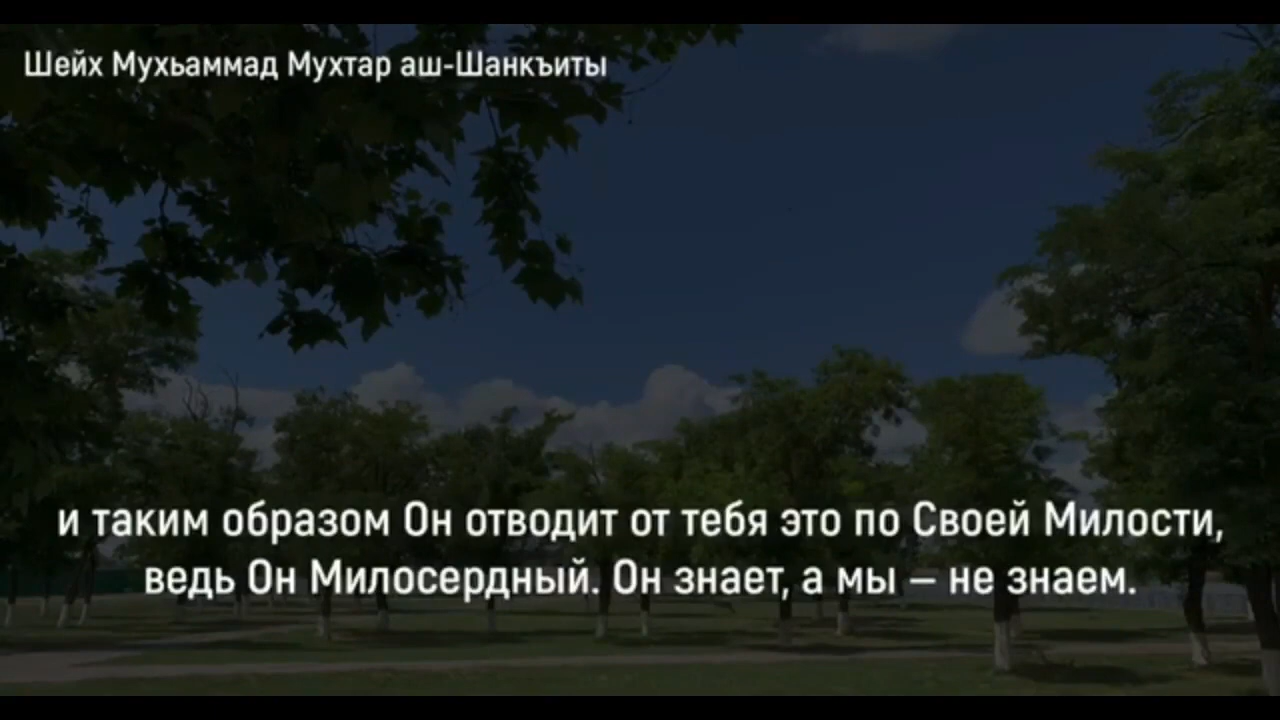 Шейх Мухьаммад Мухтар аш-Шанкъиты
и таким образом Он отводит от тебя это по Своей Милости,
ведь Он Милосердный. Он знает, а мы – не знаем.